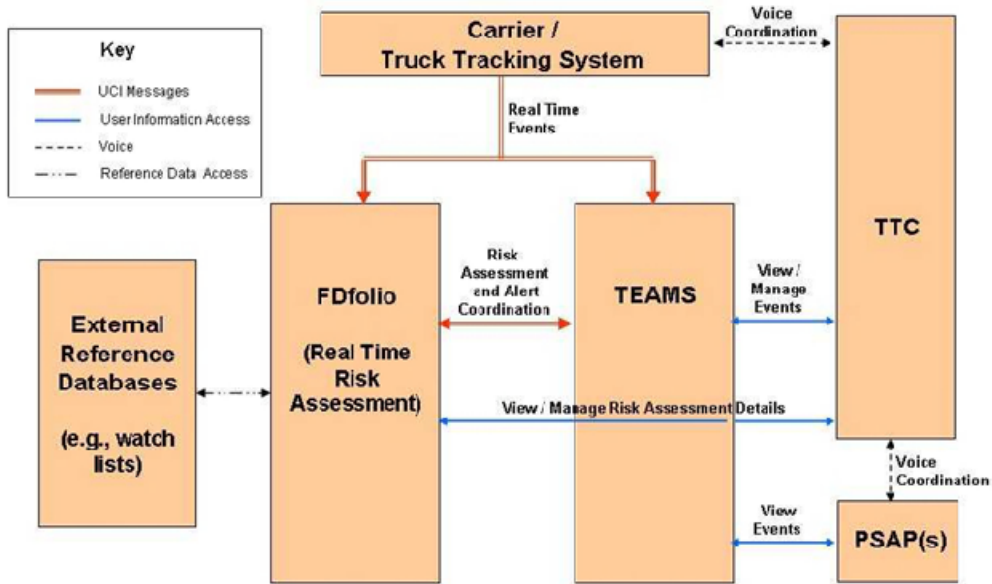 Key
UCI Messages
User Information Access
Voice
Reference Data Access
Carrier /
Truck Tracking System
Voice
Coordination
Real Time
Events
TTC
FDfolio
(Real Time
Risk
Assessment)
Risk
Assessment
and Alert
Coordination
TEAMS
View /
Manage
Events
External
Reference
Databases
(e.g., watch
lists)
View / Manage Risk Assessment Details
Voice
Coordination
View
Events
PSAP(s)